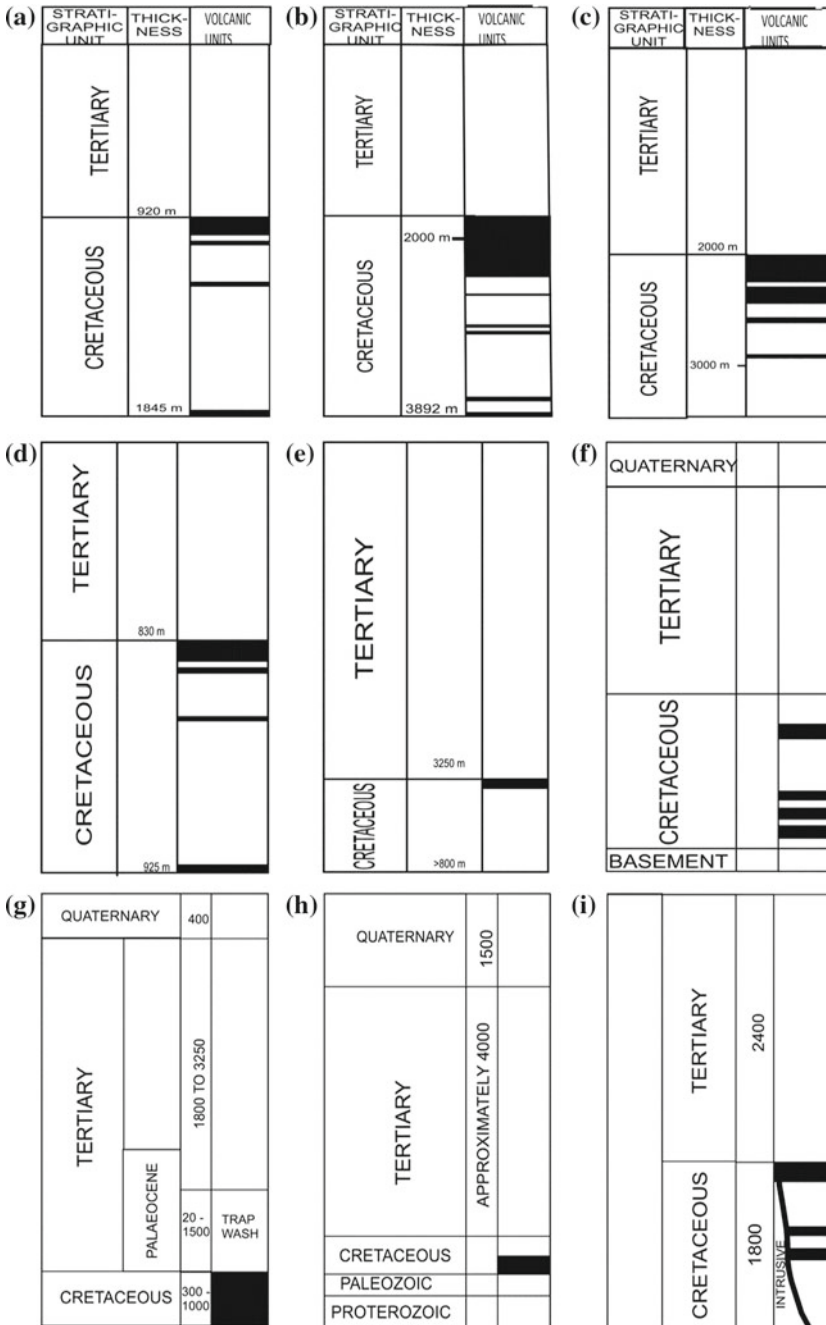 (a)
STRATI-
GRAPHIC
UNIT
THICK-
NESS
VOLCANIC
UNITS
TERTIARY
920 m
CRETACEOUS
1845 m
(b)
STRATI-
GRAPHIC
UNIT
THICK-
NESS
VOLCANIC
UNITS
TERTIARY
2000 m
CRETACEOUS
3892 m
(c)
STRATI-
GRAPHIC
UNIT
THICK-
NESS
VOLCANIC
UNITS
TERTIARY
2000 m
CRETACEOUS
3000 m
(d)
TERTIARY
830 m
CRETACEOUS
925 m
(e)
TERTIARY
3250 m
CRETACEOUS
>800 m
(f)
QUATERNARY
TERTIARY
CRETACEOUS
BASEMENT
(g)
QUATERNARY
400
TERTIARY
1800 TO 3250
PALAEOCENE
20 -
1500
TRAP
WASH
CRETACEOUS
300 -
1000
(h)
QUATERNARY
1500
TERTIARY
APPROXIMATELY 4000
CRETACEOUS
PALEOZOIC
PROTEROZOIC
(i)
TERTIARY
2400
CRETACEOUS
1800
INTRUSIVE